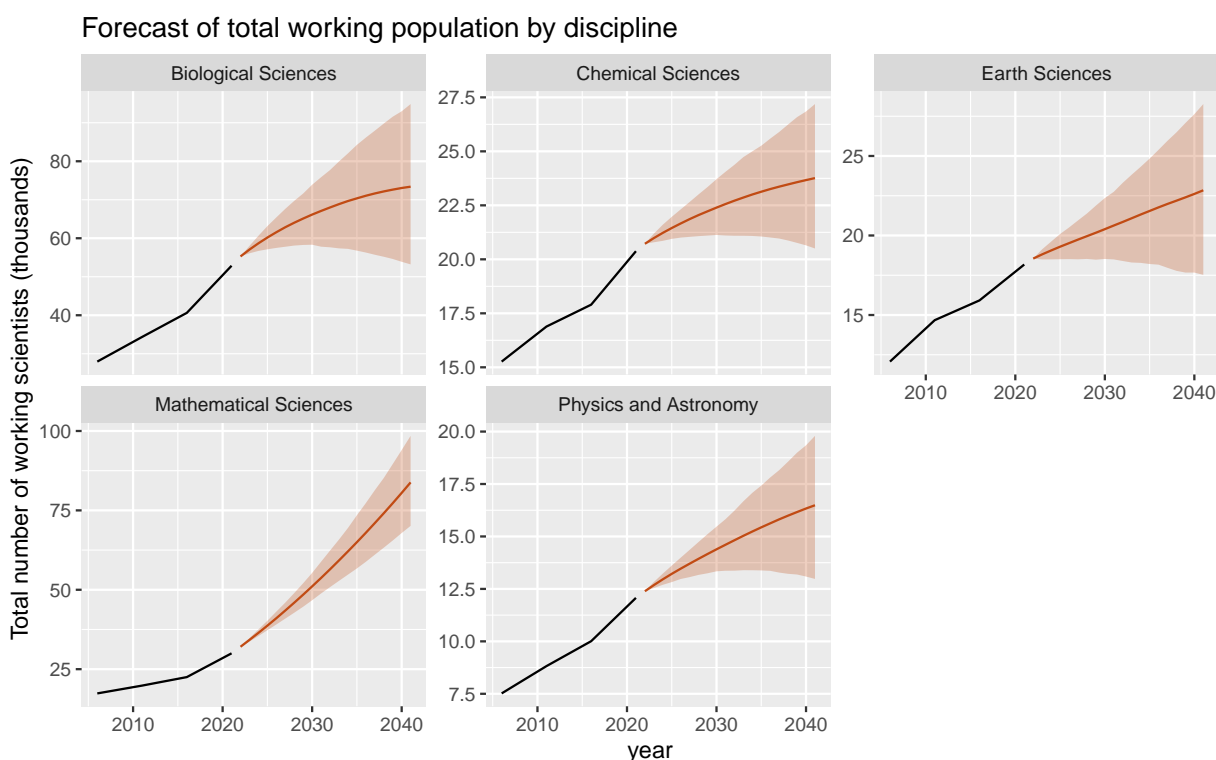 Forecast of total working population by discipline
Biological Sciences
Chemical Sciences
Earth Sciences
Total number of working scientists (thousands)
80
60
40
27.5
25.0
22.5
20.0
17.5
15.0
25
20
15
2010 2020 2030 2040
Mathematical Sciences
Physics and Astronomy
100
75
50
25
20.0
17.5
15.0
12.5
10.0
7.5
2010 2020 2030 2040
2010 2020 2030 2040
year